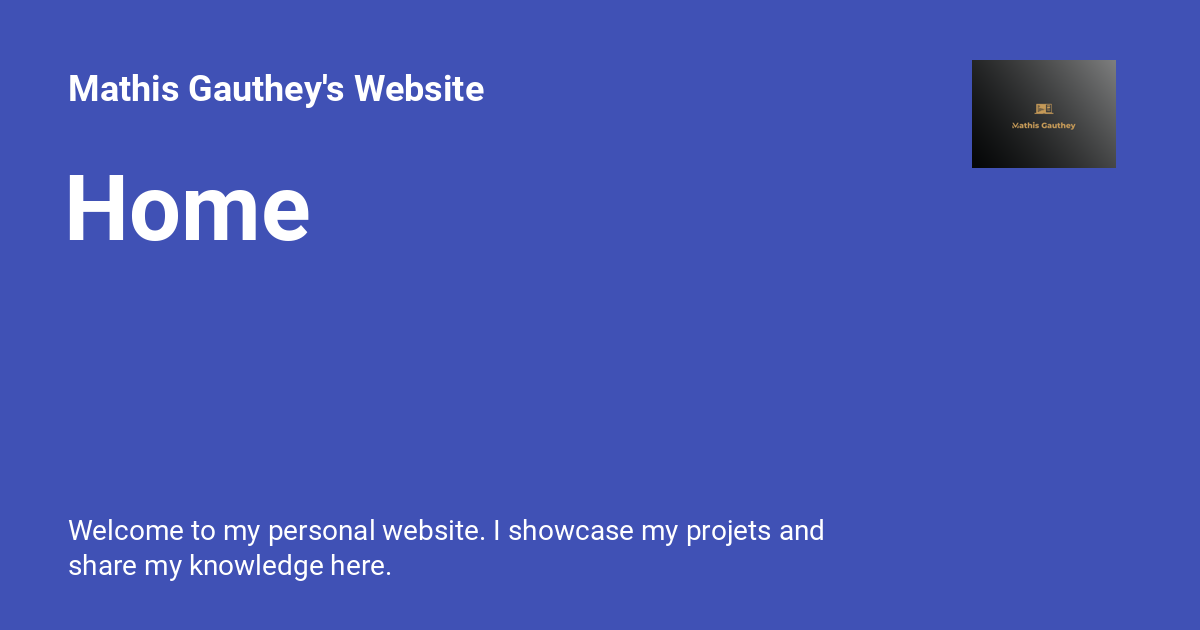 Mathis Gauthey's Website
Mathis Gauthey
Home
Welcome to my personal website. I showcase my projets and
share my knowledge here.